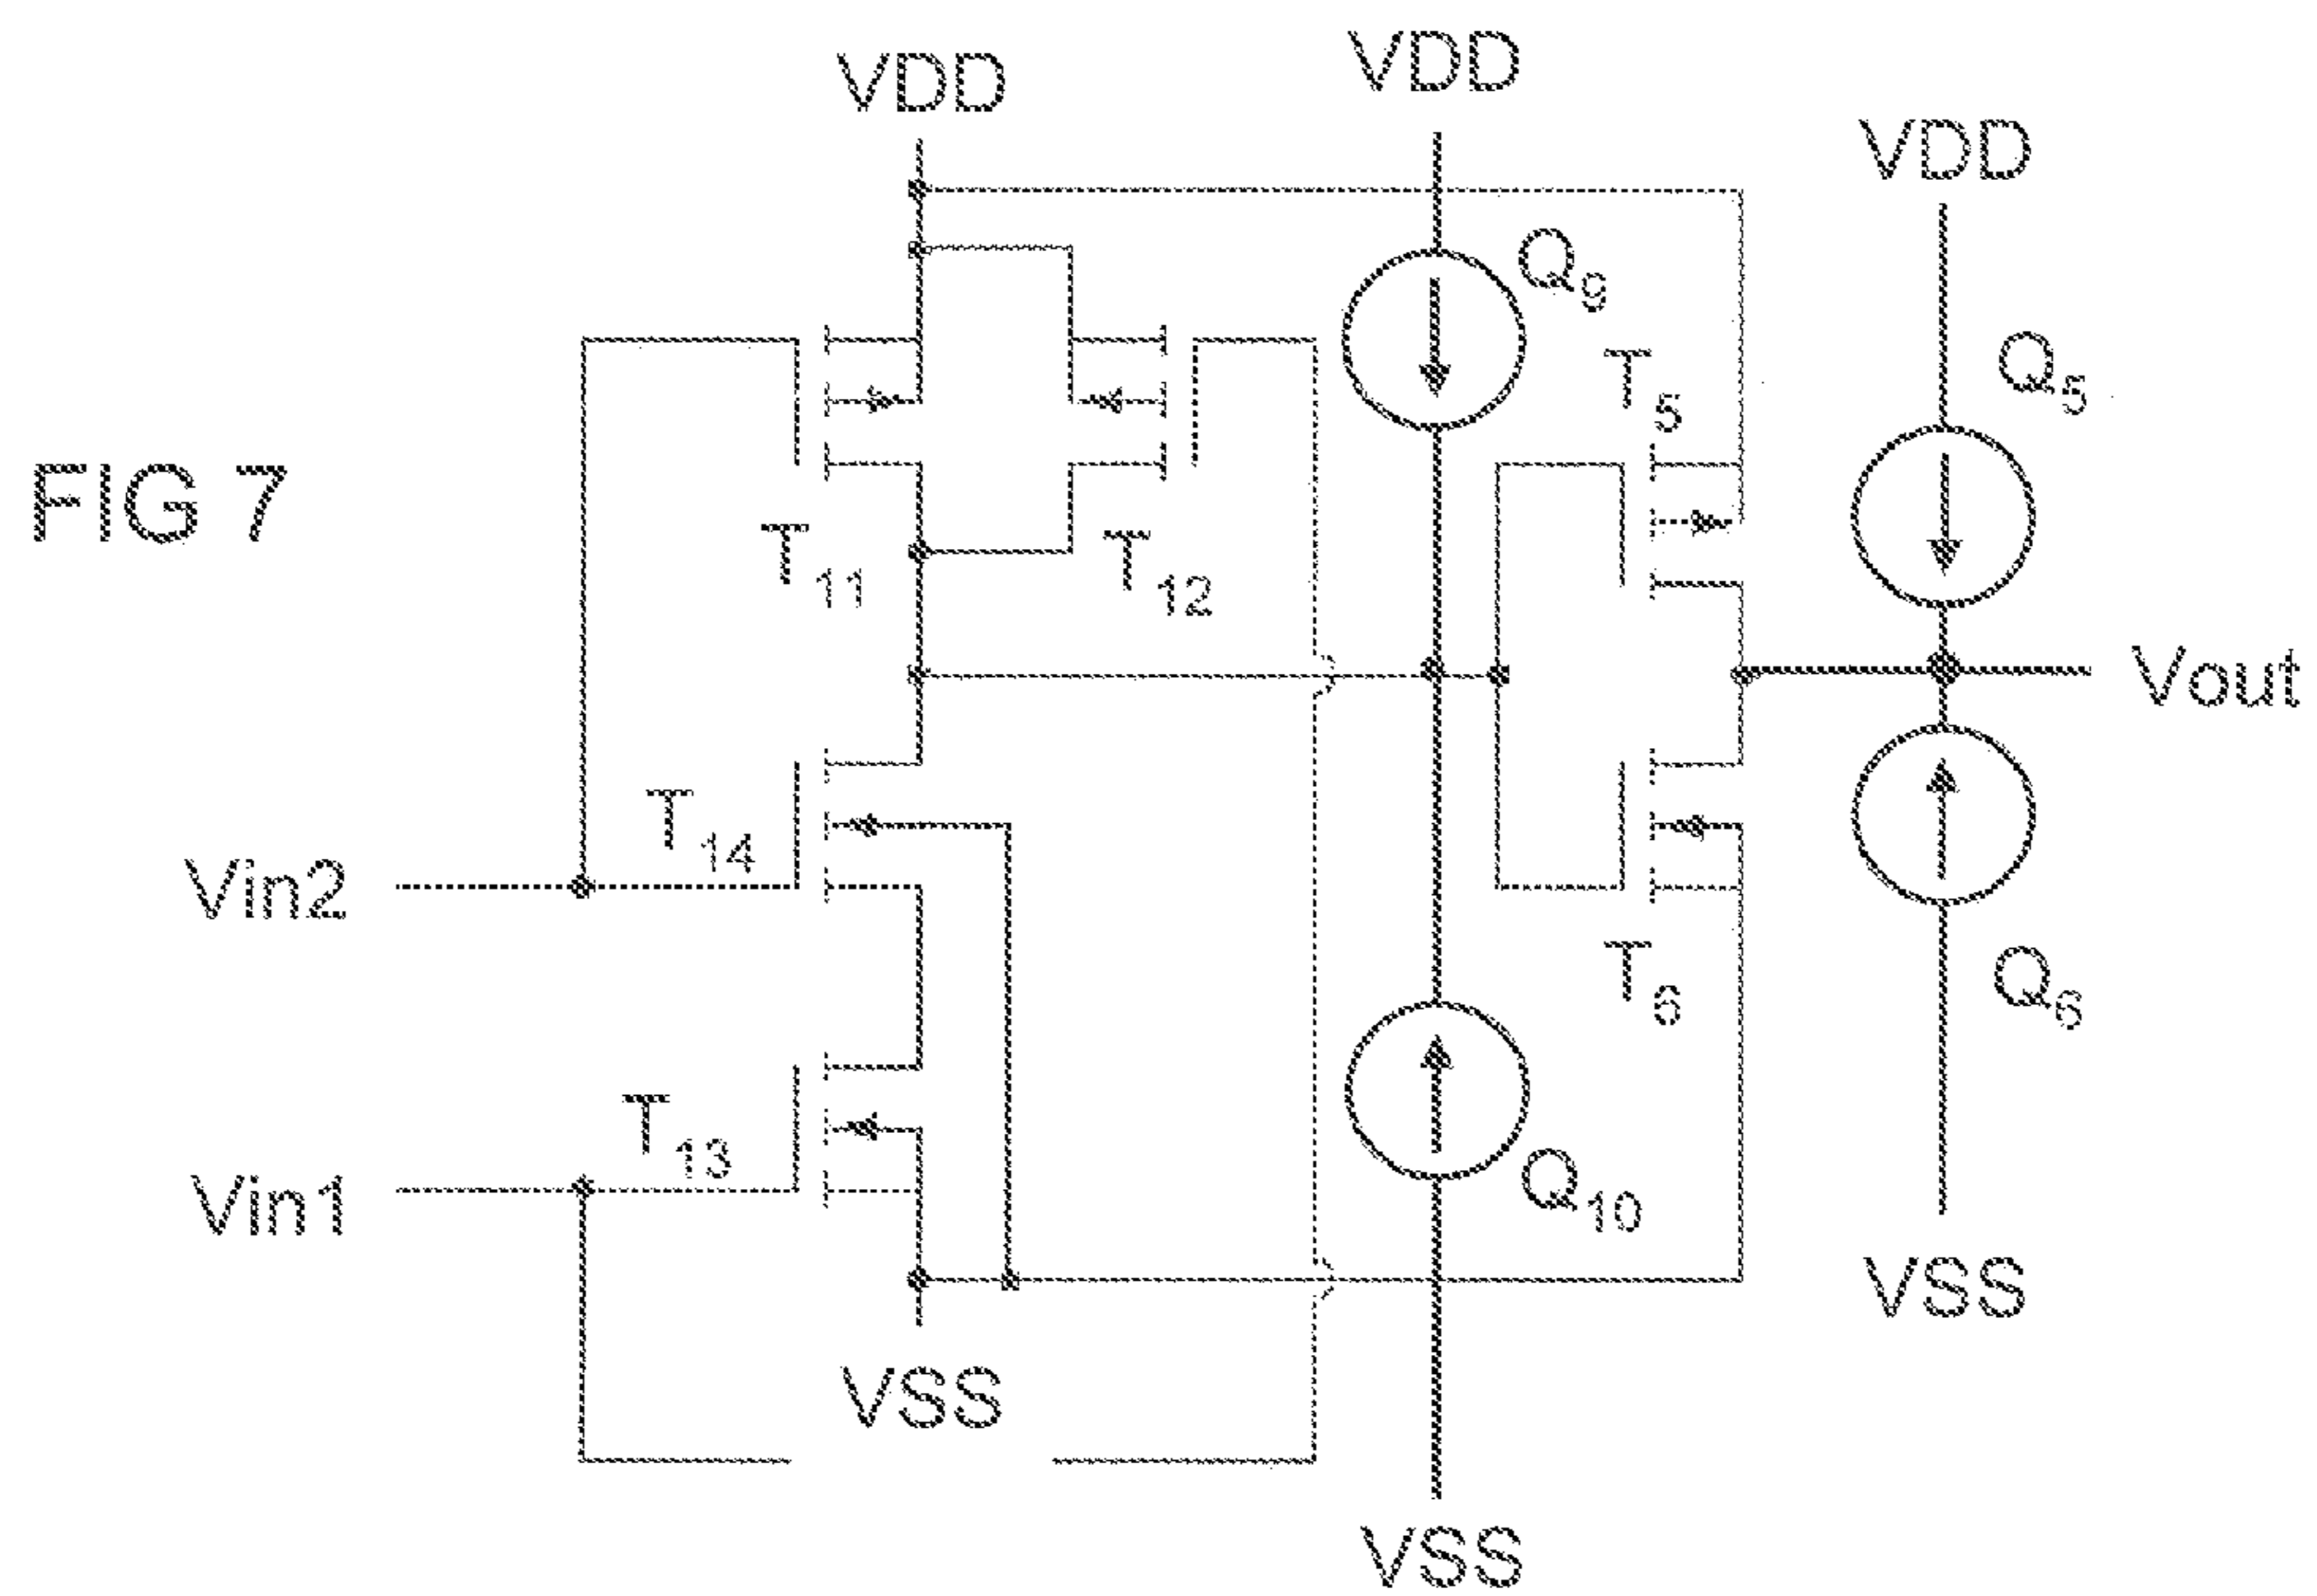 VDD
VDD
VDD
Q9
T5
Q5
FIG 7
T11
T12
Vout
T14
Vin2
T6
Q6
T13
Vin1
Q10
VSS
VSS
VSS